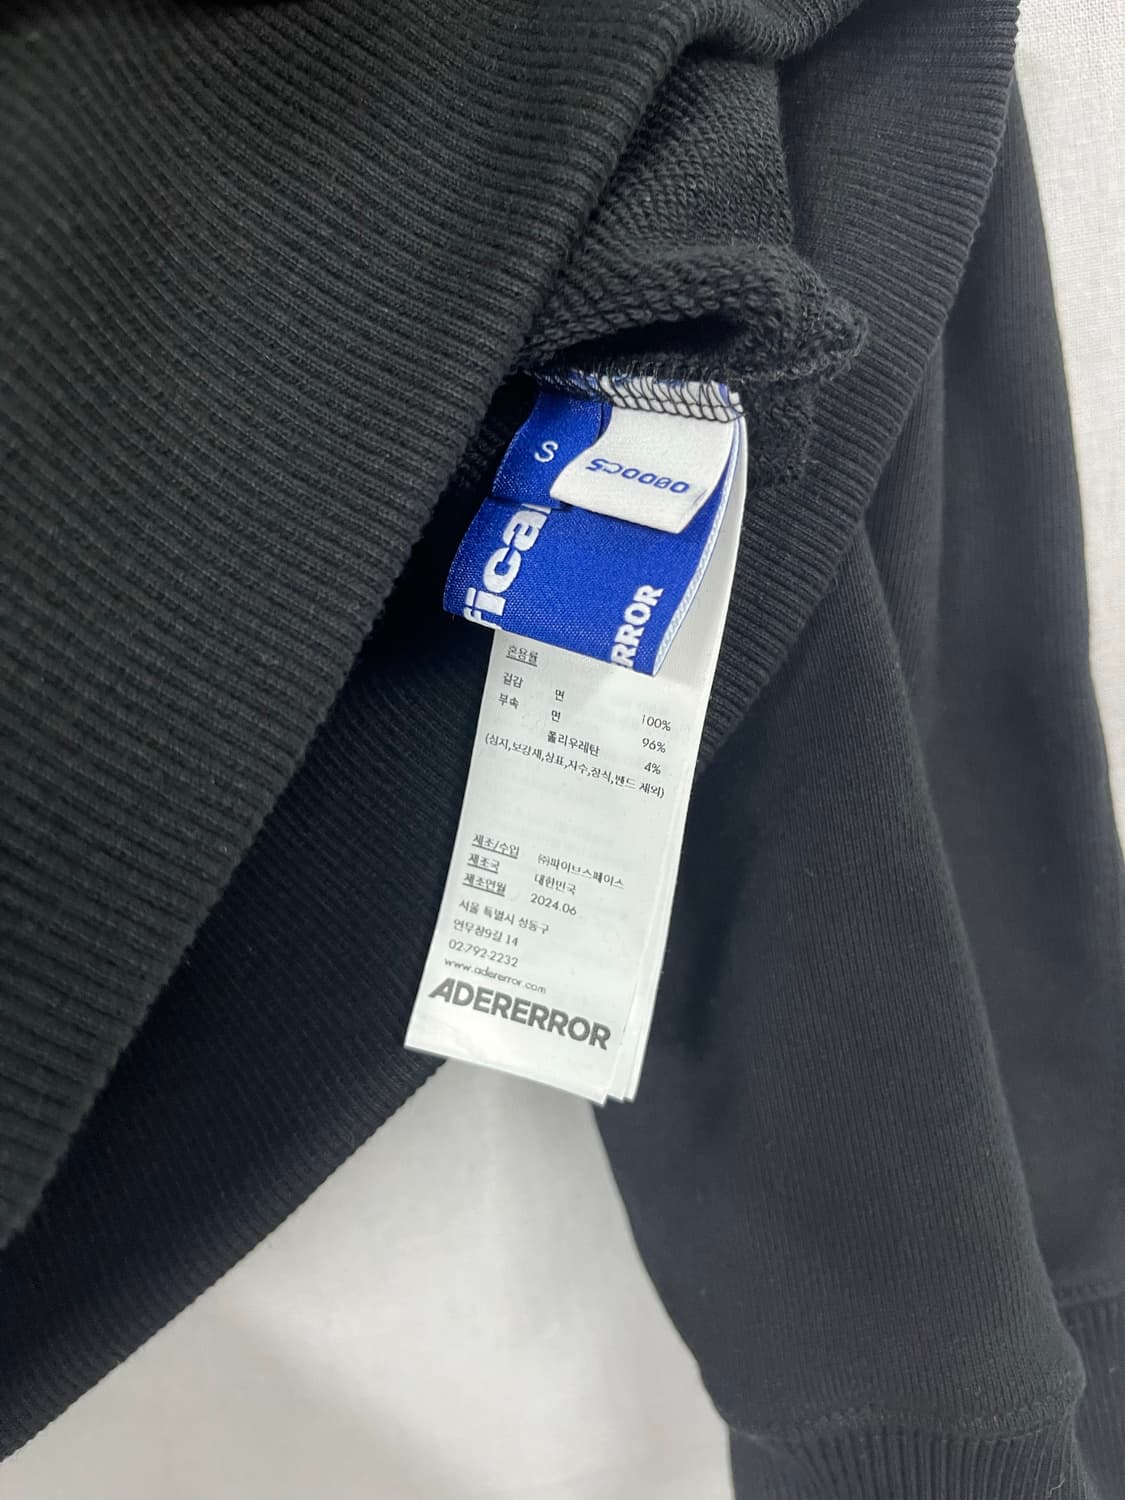 S
0800C5
fica
RROR
혼용률
겉감 면 100%
부속 면 96%
폴리우레탄 4%
(심지,보강재,상표,자수,장식,밴드 제외)
제조/수입 ㈜파이브스페이스
제조국 대한민국
제조연월 2024.06
서울 특별시 성동구
연무장9길 14
02-792-2232
www.adererror.com
ADERERROR